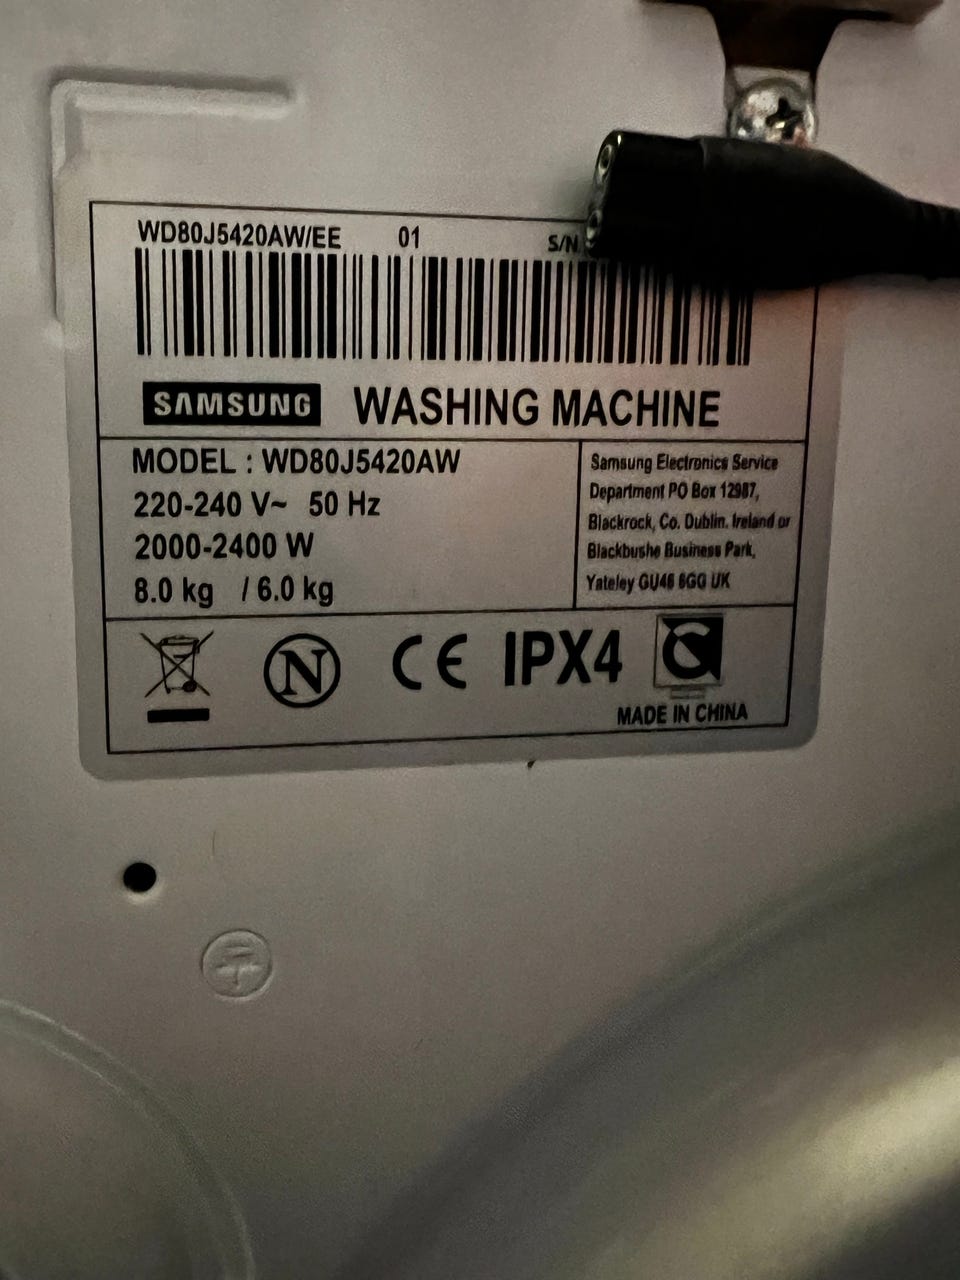 WD80J5420AW/EE 01 S/N
SAMSUNG WASHING MACHINE
MODEL : WD80J5420AW
220-240 V~ 50 Hz
2000-2400 W
8.0 kg / 6.0 kg
Samsung Electronics Service
Department PO Box 12987,
Blackrock, Co. Dublin. Ireland or
Blackbushe Business Park,
Yateley GU46 6GG UK
N CE IPX4
MADE IN CHINA